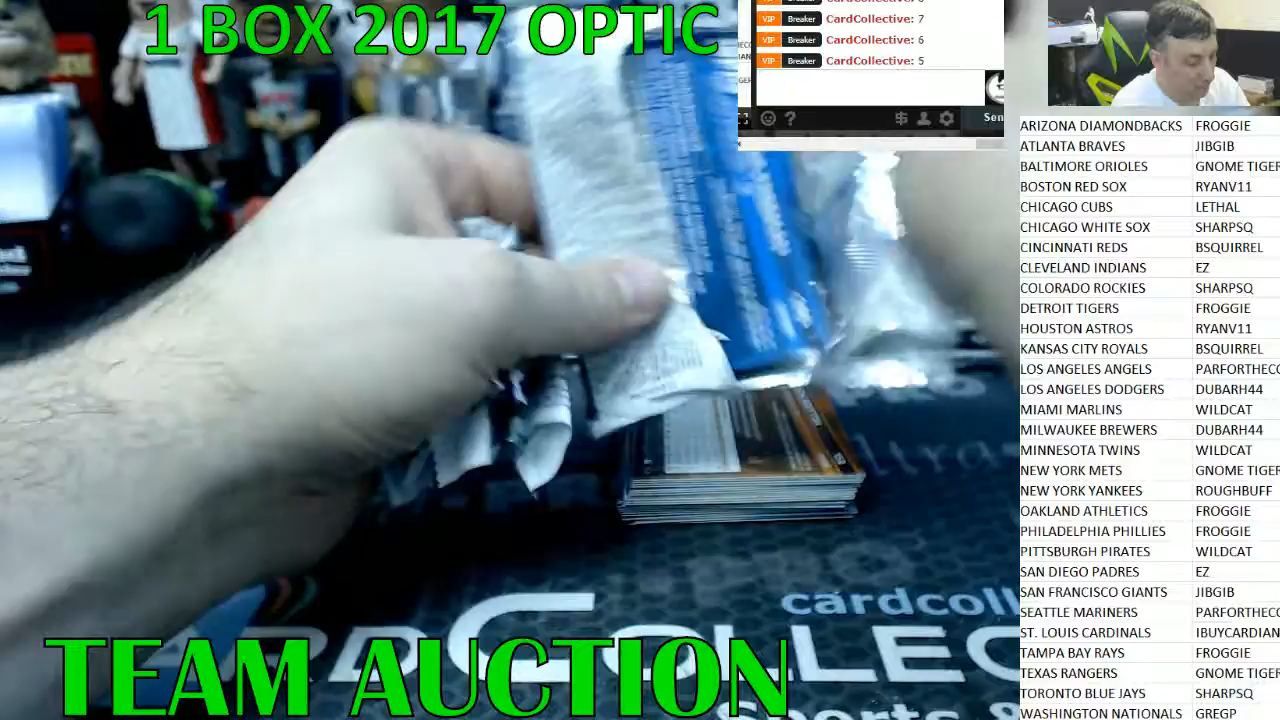 1 BOX 2017 OPTIC
VIP Breaker CardCollective: 7
VIP Breaker CardCollective: 6
VIP Breaker CardCollective: 5
Sen
ARIZONA DIAMONDBACKS FROGGIE
ATLANTA BRAVES JIBGIB
BALTIMORE ORIOLES GNOME TIGER
BOSTON RED SOX RYANV11
CHICAGO CUBS LETHAL
CHICAGO WHITE SOX SHARPSQ
CINCINNATI REDS BSQUIRREL
CLEVELAND INDIANS EZ
COLORADO ROCKIES SHARPSQ
DETROIT TIGERS FROGGIE
HOUSTON ASTROS RYANV11
KANSAS CITY ROYALS BSQUIRREL
LOS ANGELES ANGELS PARFORTHECO
LOS ANGELES DODGERS DUBARH44
MIAMI MARLINS WILDCAT
MILWAUKEE BREWERS DUBARH44
MINNESOTA TWINS WILDCAT
NEW YORK METS GNOME TIGER
NEW YORK YANKEES ROUGHBUFF
OAKLAND ATHLETICS FROGGIE
PHILADELPHIA PHILLIES FROGGIE
PITTSBURGH PIRATES WILDCAT
SAN DIEGO PADRES EZ
SAN FRANCISCO GIANTS JIBGIB
SEATTLE MARINERS PARFORTHECO
ST. LOUIS CARDINALS IBUYCARDIAN
TAMPA BAY RAYS FROGGIE
TEXAS RANGERS GNOME TIGER
TORONTO BLUE JAYS SHARPSQ
WASHINGTON NATIONALS GREGP
cardcoll
RDCOLLEC
TEAM AUCTION
Sports &